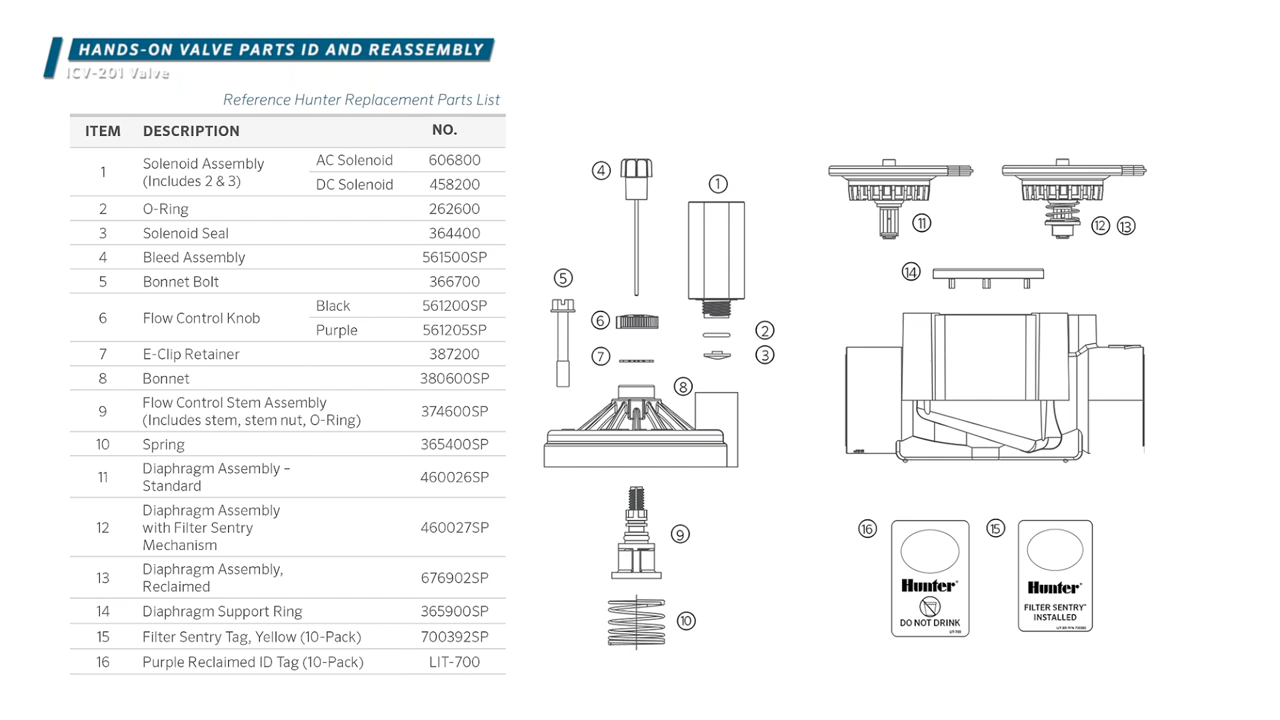 HANDS-ON VALVE PARTS ID AND REASSEMBLY
ICV-201 Valve
Reference Hunter Replacement Parts List
ITEM DESCRIPTION NO.
1 Solenoid Assembly (Includes 2 & 3) AC Solenoid 606800
DC Solenoid 458200
2 O-Ring 262600
3 Solenoid Seal 364400
4 Bleed Assembly 561500SP
5 Bonnet Bolt 366700
6 Flow Control Knob Black 561200SP
Purple 561205SP
7 E-Clip Retainer 387200
8 Bonnet 380600SP
9 Flow Control Stem Assembly
(Includes stem, stem nut, O-Ring) 374600SP
10 Spring 365400SP
11 Diaphragm Assembly –
Standard 460026SP
12 Diaphragm Assembly
with Filter Sentry
Mechanism 460027SP
13 Diaphragm Assembly,
Reclaimed 676902SP
14 Diaphragm Support Ring 365900SP
15 Filter Sentry Tag, Yellow (10-Pack) 700392SP
16 Purple Reclaimed ID Tag (10-Pack) LIT-700
4
1
5
6
2
7
3
8
9
10
11
12 13
14
16
15
Hunter®
DO NOT DRINK
LIT-700
Hunter®
FILTER SENTRY™
INSTALLED